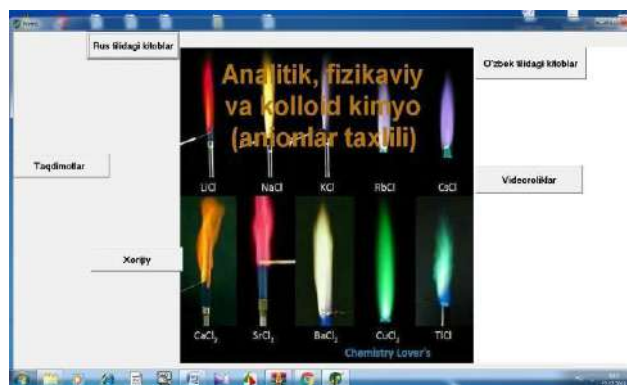 Rus tilidagi kitoblar
O'zbek tilidagi kitoblar
Analitik, fizikaviy
va kolloid kimyo
(anionlar taxlili)
Taqdimotlar
Videoroliklar
LiCl NaCl KCl RbCl CsCl
Xorijiy
CaCl₂ SrCl₂ BaCl₂ CuCl₂ TlCl
Chemistry Lover's